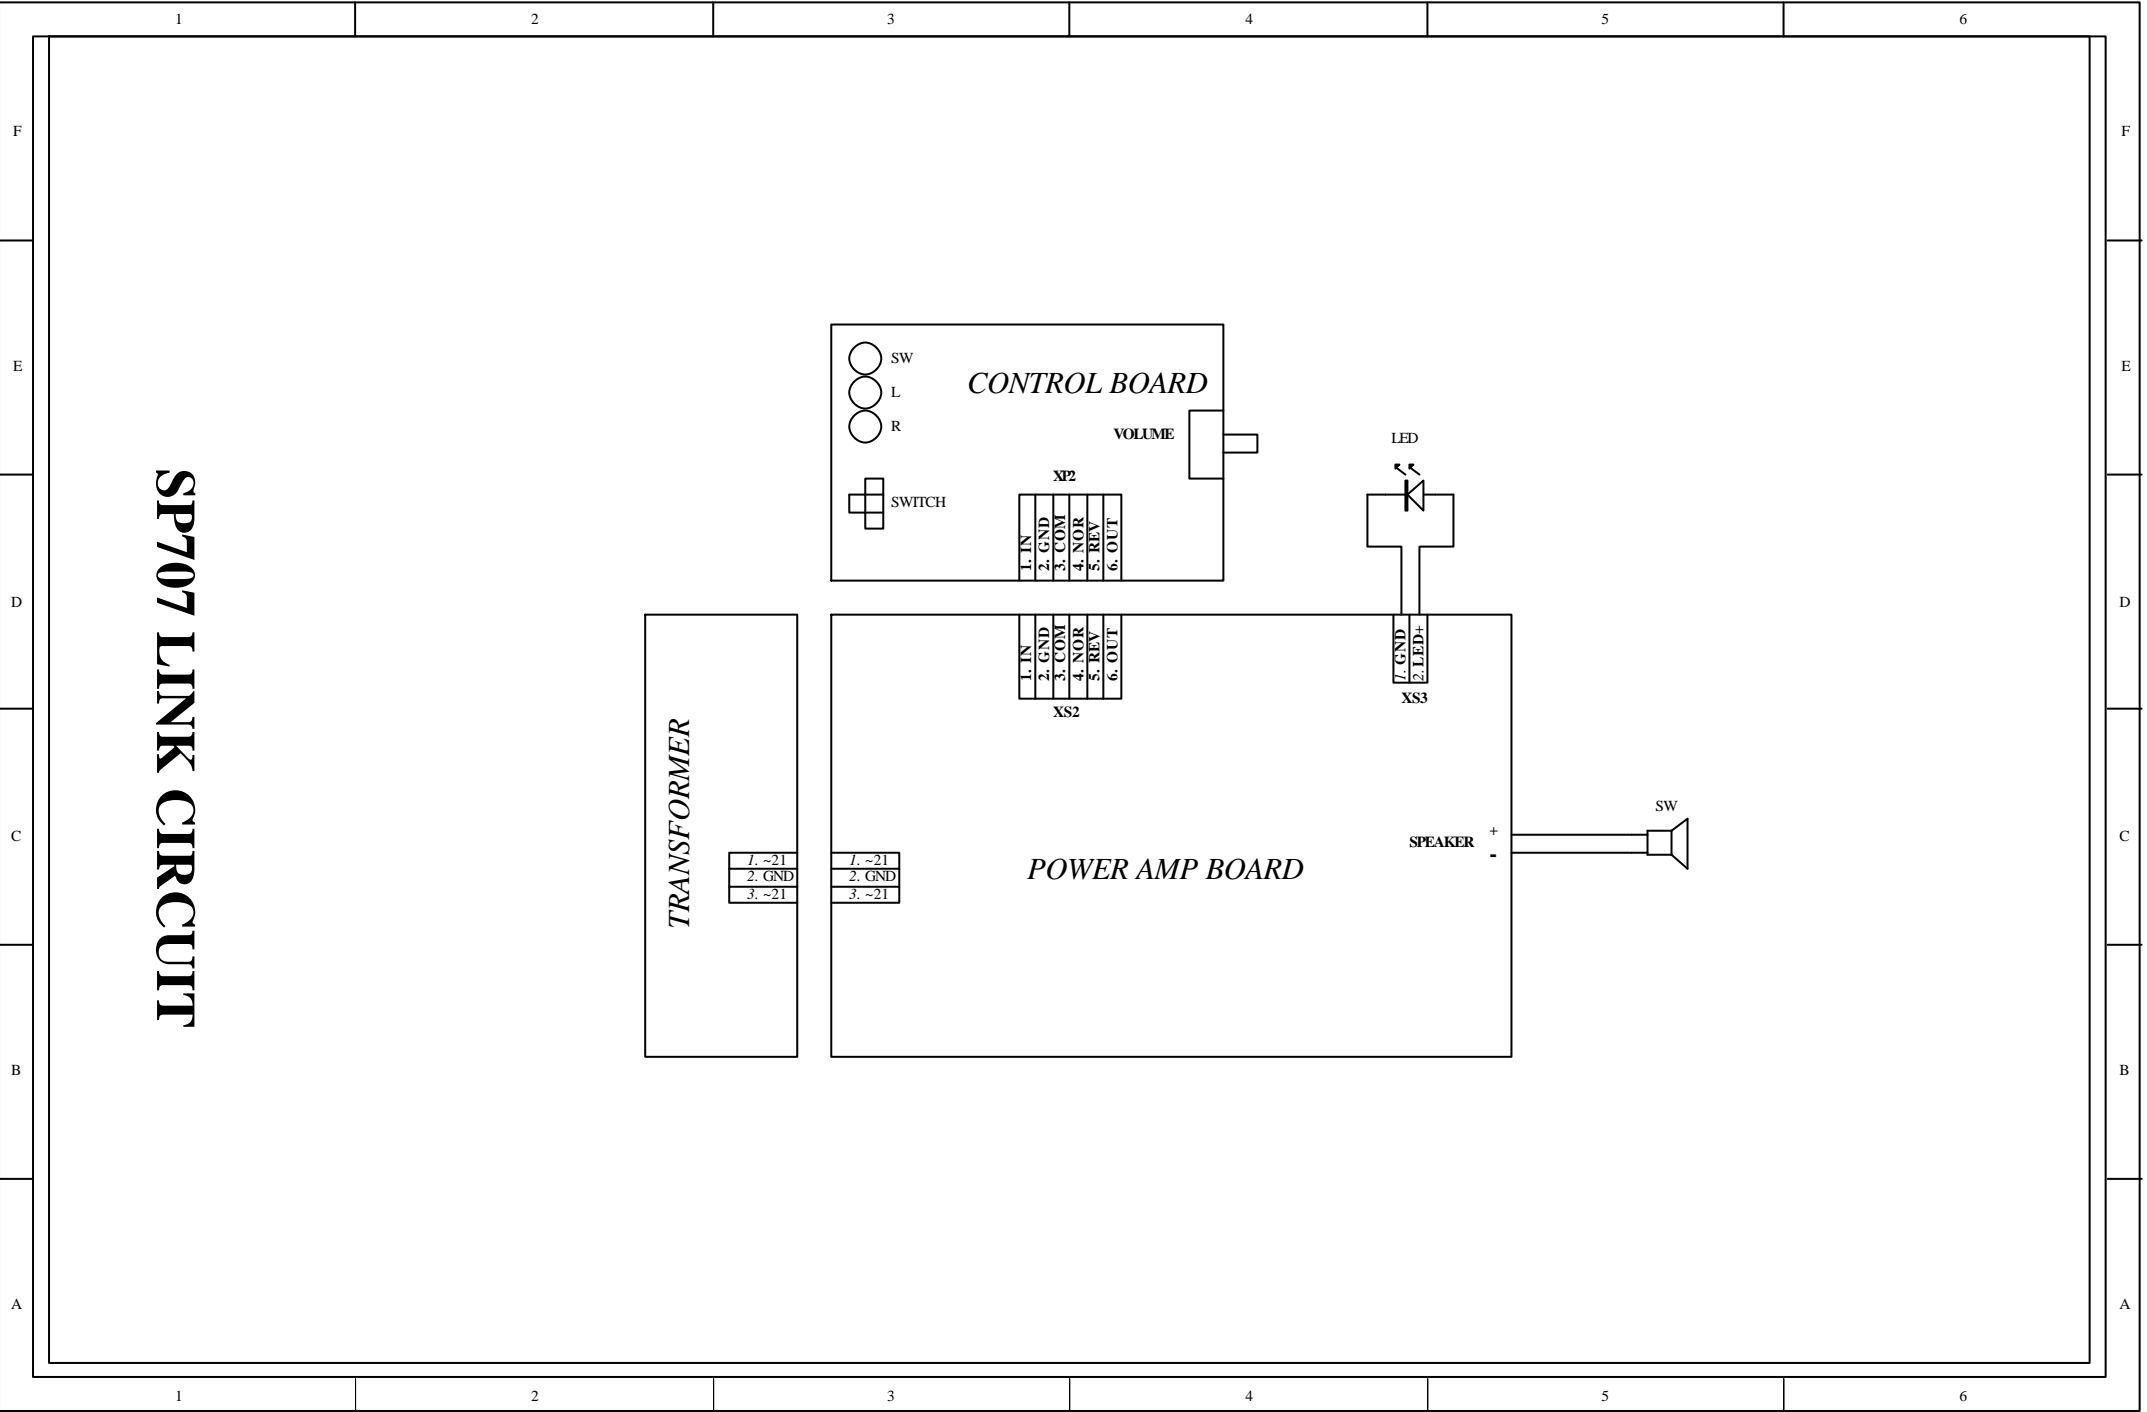 1 2 3 4 5 6
F F
E E
D D
C C
B B
A A
SP707 LINK CIRCUIT
SW
L
R
CONTROL BOARD
VOLUME
SWITCH
XP2
1. IN
2. GND
3. COM
4. NOR
5. REV
6. OUT
LED
TRANSFORMER
1. ~21
2. GND
3. ~21
1. ~21
2. GND
3. ~21
1. IN
2. GND
3. COM
4. NOR
5. REV
6. OUT
XS2
1. GND
2. LED+
XS3
POWER AMP BOARD
SPEAKER + -
SW
1 2 3 4 5 6